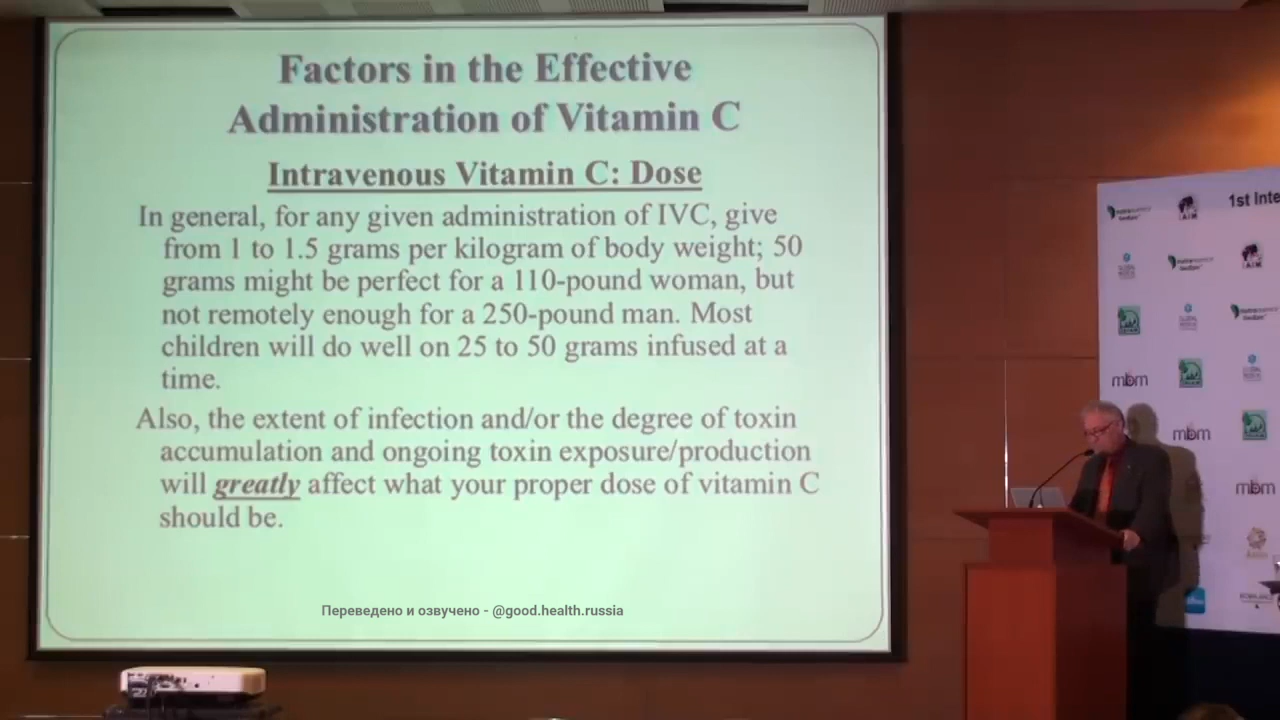 Factors in the Effective
Administration of Vitamin C
Intravenous Vitamin C: Dose
In general, for any given administration of IVC, give
from 1 to 1.5 grams per kilogram of body weight; 50
grams might be perfect for a 110-pound woman, but
not remotely enough for a 250-pound man. Most
children will do well on 25 to 50 grams infused at a
time.
Also, the extent of infection and/or the degree of toxin
accumulation and ongoing toxin exposure/production
will greatly affect what your proper dose of vitamin C
should be.
Переведено и озвучено - @good.health.russia
1st Inte
mbm
mbm
mbm